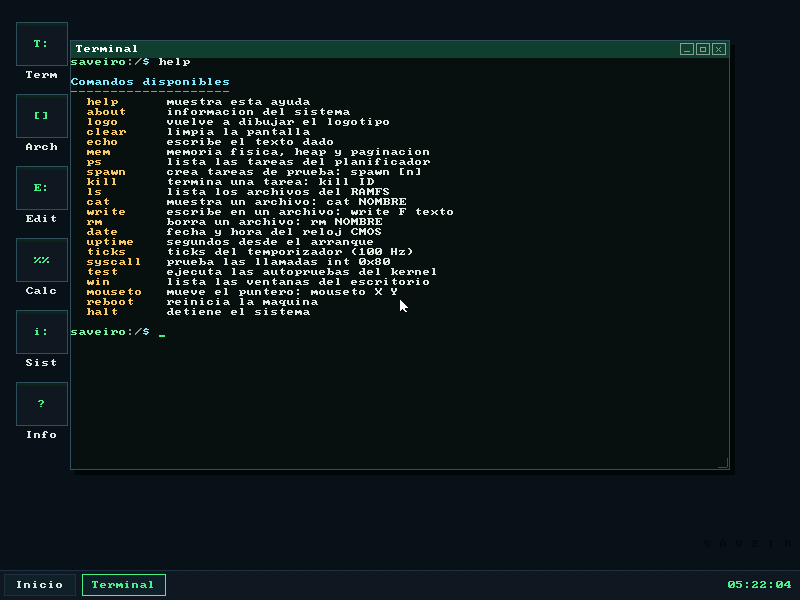 T:
Term
[]
Arch
E:
Edit
%%
Calc
i:
Sist
?
Info
Terminal
saveiro:/$ help
Comandos disponibles
--------------------
help muestra esta ayuda
about informacion del sistema
logo vuelve a dibujar el logotipo
clear limpia la pantalla
echo escribe el texto dado
mem memoria fisica, heap y paginacion
ps lista las tareas del planificador
spawn crea tareas de prueba: spawn [n]
kill termina una tarea: kill ID
ls lista los archivos del RAMFS
cat muestra un archivo: cat NOMBRE
write escribe en un archivo: write F texto
rm borra un archivo: rm NOMBRE
date fecha y hora del reloj CMOS
uptime segundos desde el arranque
ticks ticks del temporizador (100 Hz)
syscall prueba las llamadas int 0x80
test ejecuta las autopruebas del kernel
win lista las ventanas del escritorio
mouseto mueve el puntero: mouseto X Y
reboot reinicia la maquina
halt detiene el sistema
saveiro:/$ _
Inicio
Terminal
05:22:04